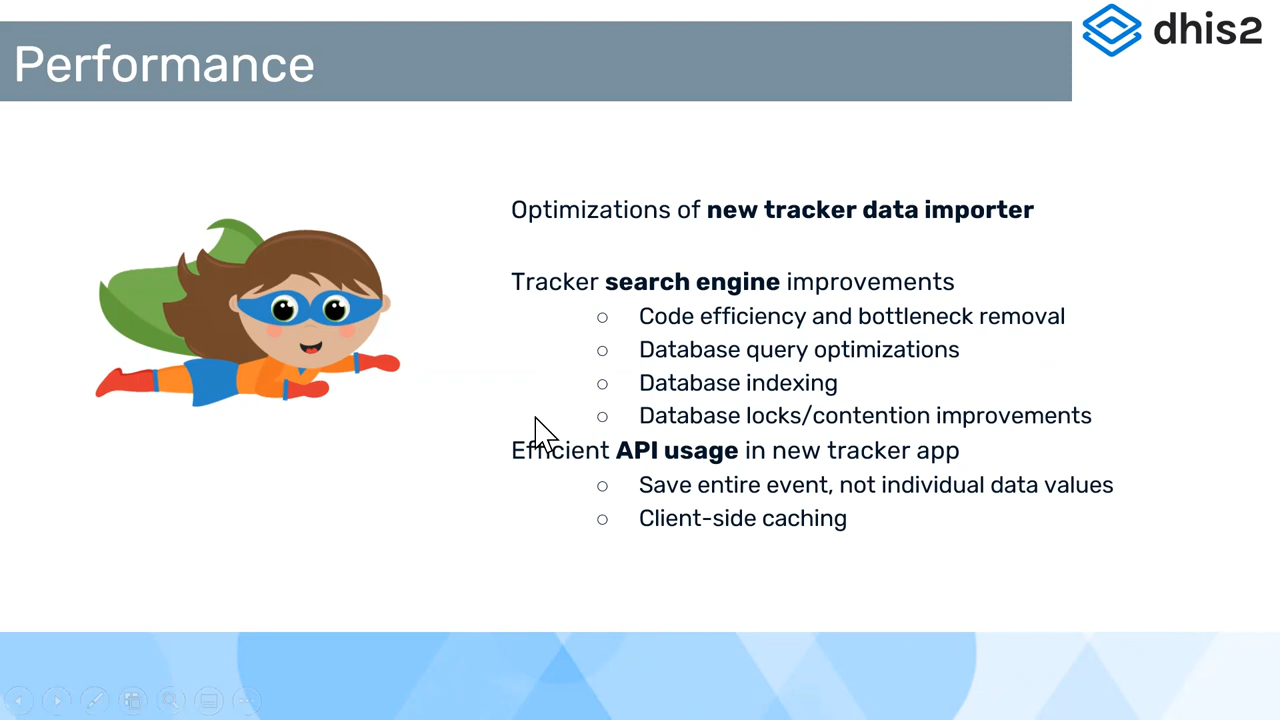 Performance
dhis2
Optimizations of new tracker data importer
Tracker search engine improvements
○ Code efficiency and bottleneck removal
○ Database query optimizations
○ Database indexing
○ Database locks/contention improvements
Efficient API usage in new tracker app
○ Save entire event, not individual data values
○ Client-side caching